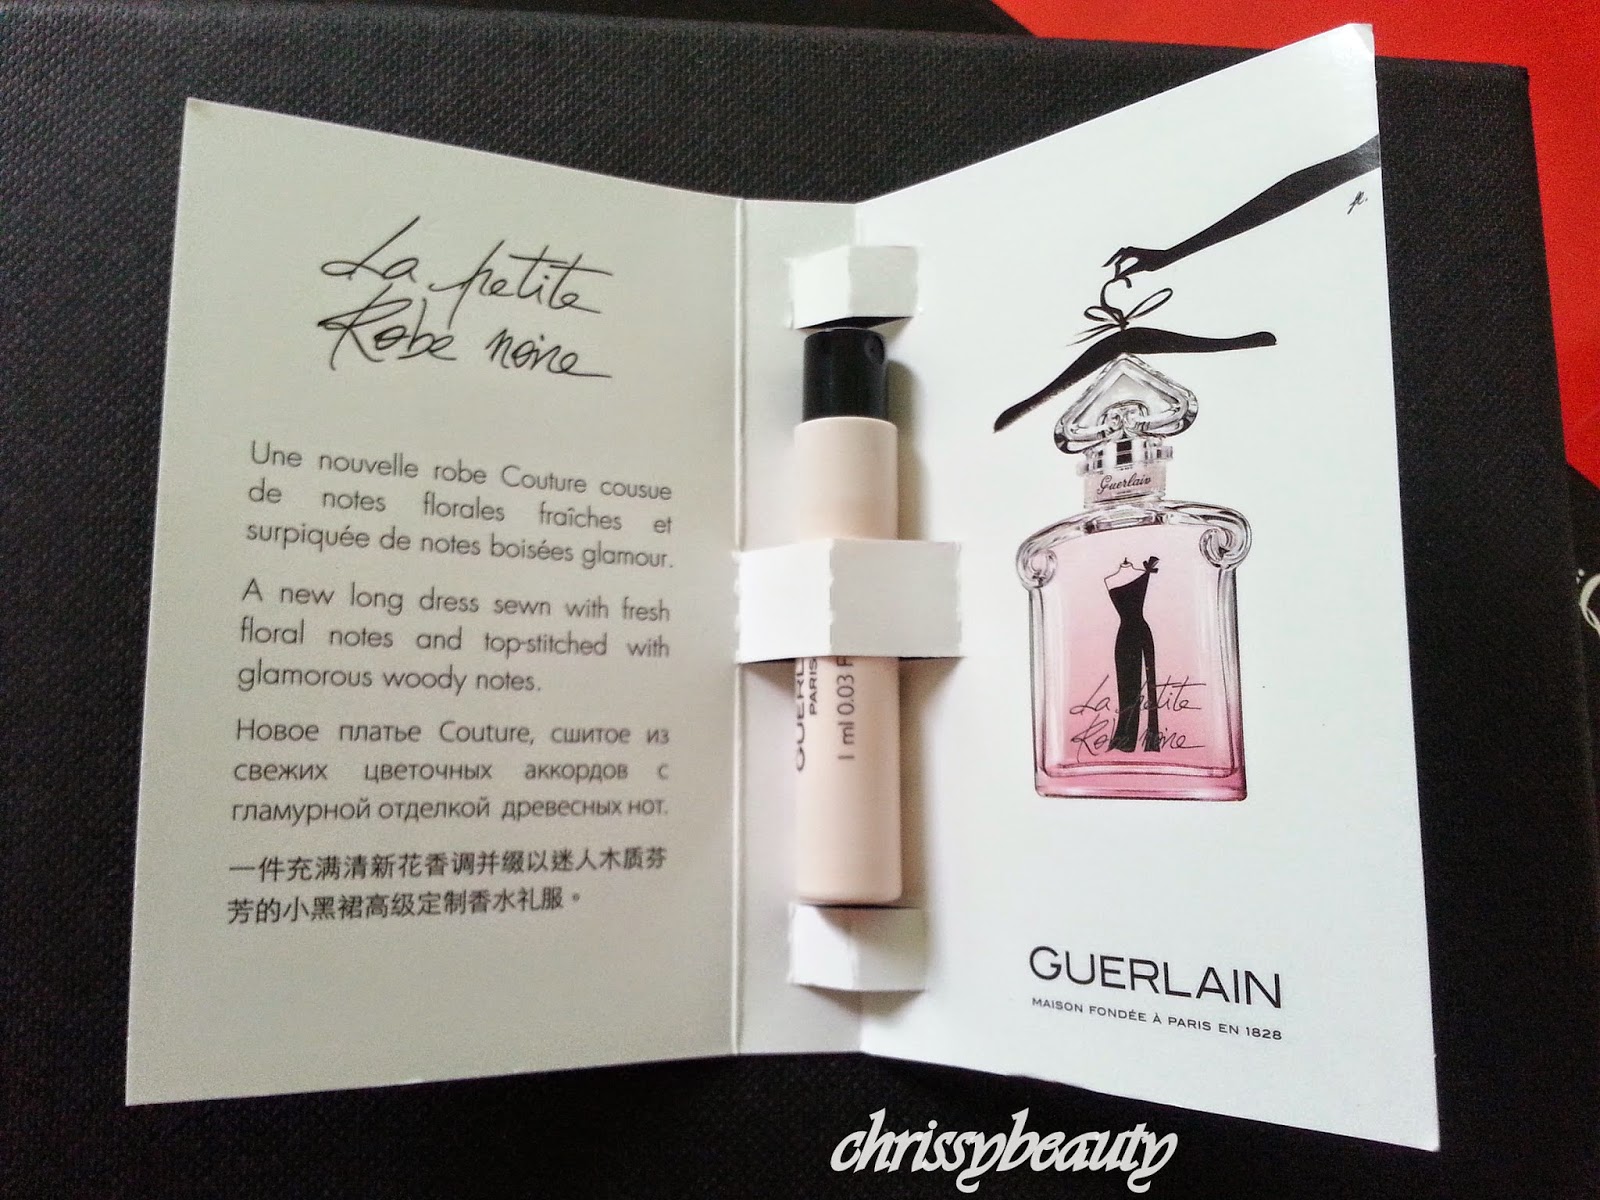 La petite
Robe noire
Une nouvelle robe Couture cousue
de notes florales fraîches et
surpiquée de notes boisées glamour.
A new long dress sewn with fresh
floral notes and top-stitched with
glamorous woody notes.
Новое платье Couture, сшитое из
свежих цветочных аккордов с
гламурной отделкой древесных нот.
一件充满清新花香调并缀以迷人木质芬
芳的小黑裙高级定制香水礼服。
GUERL
PARIS
1 ml 0.03 F
Guerlain
La petite
Robe noire
GUERLAIN
MAISON FONDÉE À PARIS EN 1828
chrissybeauty